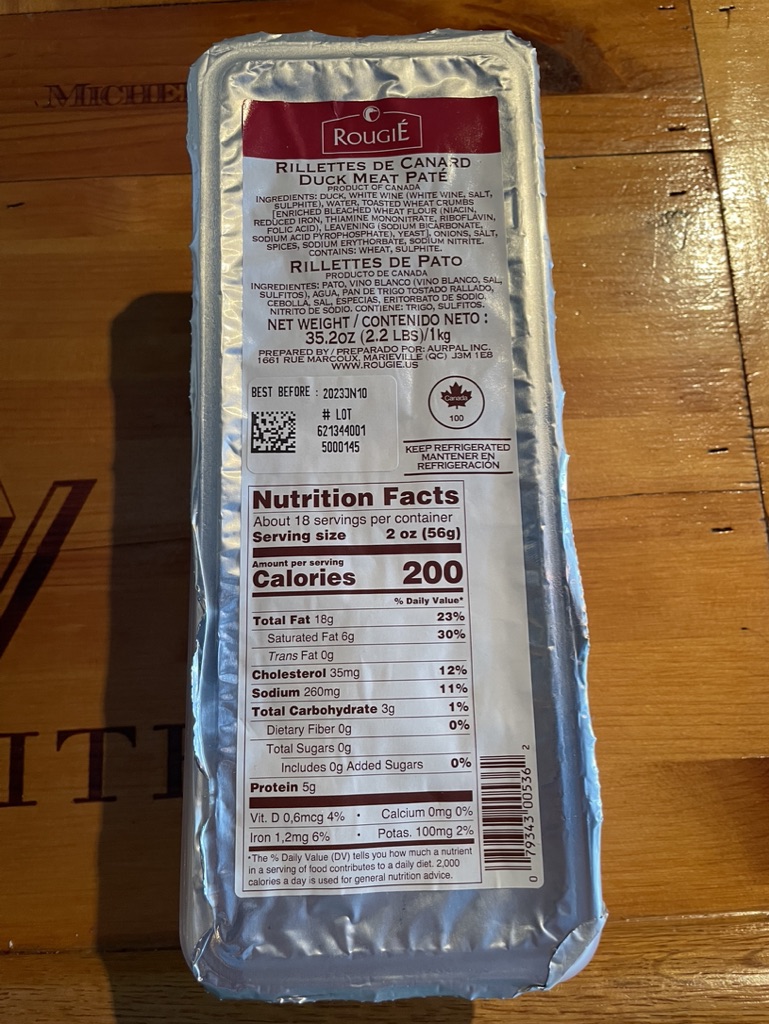 MICHE
ROUGIÉ
RILLETTES DE CANARD
DUCK MEAT PATÉ
PRODUCT OF CANADA
INGREDIENTS: DUCK, WHITE WINE (WHITE WINE, SALT,
SULPHITE), WATER, TOASTED WHEAT CRUMBS
[ENRICHED BLEACHED WHEAT FLOUR (NIACIN,
REDUCED IRON, THIAMINE MONONITRATE, RIBOFLAVIN,
FOLIC ACID), LEAVENING (SODIUM BICARBONATE,
SODIUM ACID PYROPHOSPHATE), YEAST], ONIONS, SALT,
SPICES, SODIUM ERYTHORBATE, SODIUM NITRITE.
CONTAINS: WHEAT, SULPHITE.
RILLETTES DE PATO
PRODUCTO DE CANADA
INGREDIENTES: PATO, VINO BLANCO (VINO BLANCO, SAL,
SULFITOS), AGUA, PAN DE TRIGO TOSTADO RALLADO,
CEBOLLA, SAL, ESPECIAS, ERITORBATO DE SODIO,
NITRITO DE SÓDIO. CONTIENE: TRIGO, SULFITOS.
NET WEIGHT / CONTENIDO NETO :
35.2OZ (2.2 LBS)/1kg
PREPARED BY / PREPARADO POR: AURPAL INC.
1661 RUE MARCOUX, MARIEVILLE (QC) J3M 1E8
WWW.ROUGIE.US
BEST BEFORE : 2023JN10
# LOT
621344001
5000145
Canada
100
KEEP REFRIGERATED
MANTENER EN
REFRIGERACIÓN
Nutrition Facts
About 18 servings per container
Serving size 2 oz (56g)
Amount per serving
Calories 200
% Daily Value*
Total Fat 18g 23%
Saturated Fat 6g 30%
Trans Fat 0g
Cholesterol 35mg 12%
Sodium 260mg 11%
Total Carbohydrate 3g 1%
Dietary Fiber 0g 0%
Total Sugars 0g
Includes 0g Added Sugars 0%
Protein 5g
Vit. D 0,6mcg 4% • Calcium 0mg 0%
Iron 1,2mg 6% • Potas. 100mg 2%
*The % Daily Value (DV) tells you how much a nutrient
in a serving of food contributes to a daily diet. 2,000
calories a day is used for general nutrition advice.
0 79343 00536 2